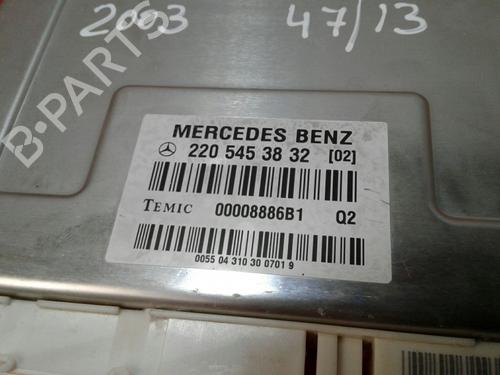 2003 47/13
B-PARTS
MERCEDES BENZ
220 545 38 32 [02]
TEMIC 00008886B1 Q2
0055 04 310 30 0701 9